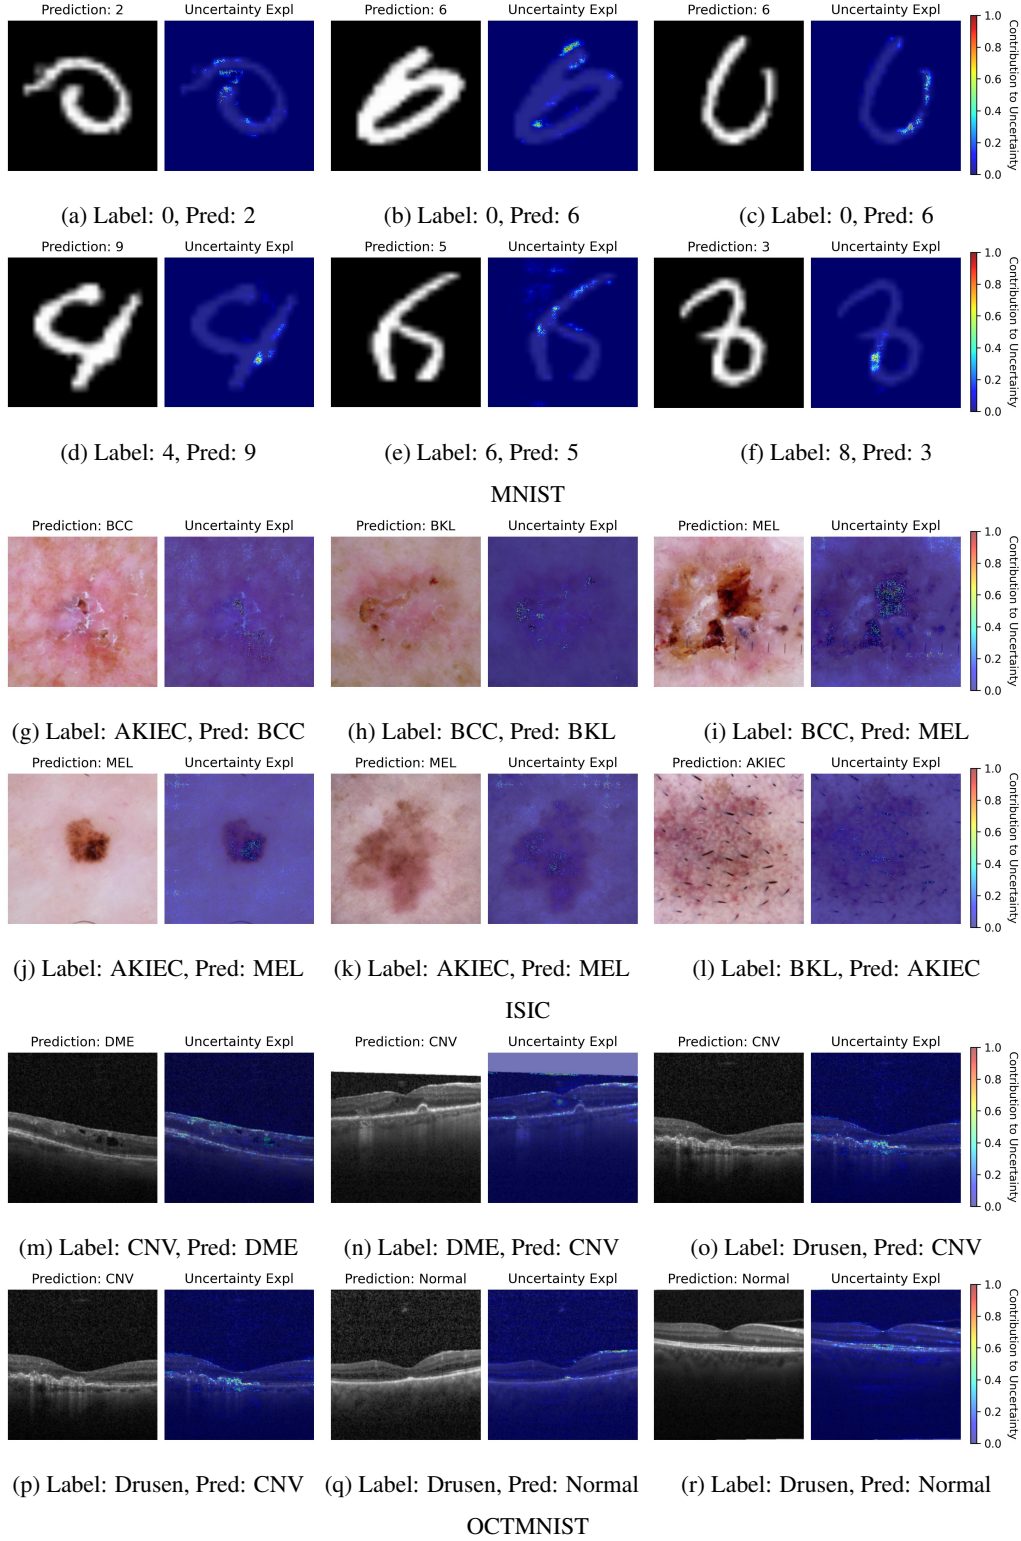 Prediction: 2 Uncertainty Expl Prediction: 6 Uncertainty Expl Prediction: 6 Uncertainty Expl
1.0
0.8
0.6
0.4
0.2
0.0
Contribution to Uncertainty
(a) Label: 0, Pred: 2 (b) Label: 0, Pred: 6 (c) Label: 0, Pred: 6
Prediction: 9 Uncertainty Expl Prediction: 5 Uncertainty Expl Prediction: 3 Uncertainty Expl
1.0
0.8
0.6
0.4
0.2
0.0
Contribution to Uncertainty
(d) Label: 4, Pred: 9 (e) Label: 6, Pred: 5 (f) Label: 8, Pred: 3
MNIST
Prediction: BCC Uncertainty Expl Prediction: BKL Uncertainty Expl Prediction: MEL Uncertainty Expl
1.0
0.8
0.6
0.4
0.2
0.0
Contribution to Uncertainty
(g) Label: AKIEC, Pred: BCC (h) Label: BCC, Pred: BKL (i) Label: BCC, Pred: MEL
Prediction: MEL Uncertainty Expl Prediction: MEL Uncertainty Expl Prediction: AKIEC Uncertainty Expl
1.0
0.8
0.6
0.4
0.2
0.0
Contribution to Uncertainty
(j) Label: AKIEC, Pred: MEL (k) Label: AKIEC, Pred: MEL (l) Label: BKL, Pred: AKIEC
ISIC
Prediction: DME Uncertainty Expl Prediction: CNV Uncertainty Expl Prediction: CNV Uncertainty Expl
1.0
0.8
0.6
0.4
0.2
0.0
Contribution to Uncertainty
(m) Label: CNV, Pred: DME (n) Label: DME, Pred: CNV (o) Label: Drusen, Pred: CNV
Prediction: CNV Uncertainty Expl Prediction: Normal Uncertainty Expl Prediction: Normal Uncertainty Expl
1.0
0.8
0.6
0.4
0.2
0.0
Contribution to Uncertainty
(p) Label: Drusen, Pred: CNV (q) Label: Drusen, Pred: Normal (r) Label: Drusen, Pred: Normal
OCTMNIST